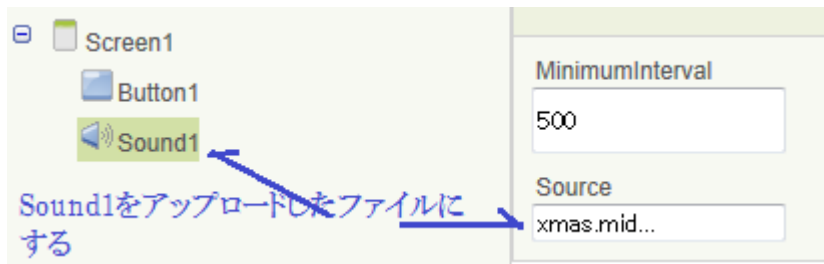 Screen1
Button1
Sound1
Sound1をアップロードしたファイルに
する
MinimumInterval
500
Source
xmas.mid...